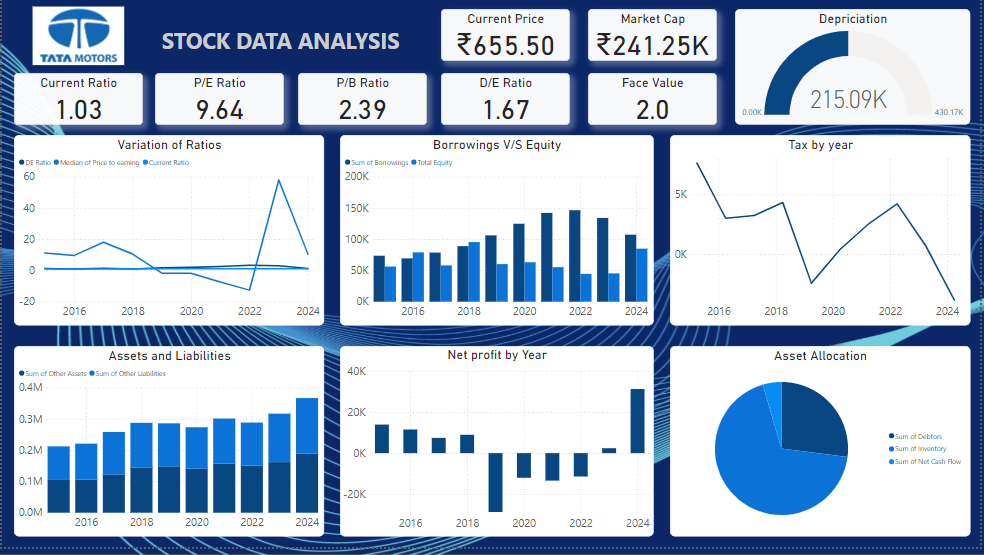 TATA
TATA MOTORS
STOCK DATA ANALYSIS
Current Price
₹655.50
Market Cap
₹241.25K
Depriciation
215.09K
0.00K
430.17K
Current Ratio
1.03
P/E Ratio
9.64
P/B Ratio
2.39
D/E Ratio
1.67
Face Value
2.0
Variation of Ratios
DE Ratio Median of Price to earning Current Ratio
60
40
20
0
-20
2016 2018 2020 2022 2024
Borrowings V/S Equity
Sum of Borrowings Total Equity
200K
150K
100K
50K
0K
2016 2018 2020 2022 2024
Tax by year
5K
0K
2016 2018 2020 2022 2024
Assets and Liabilities
Sum of Other Assets Sum of Other Liabilities
0.4M
0.3M
0.2M
0.1M
0.0M
2016 2018 2020 2022 2024
Net profit by Year
40K
20K
0K
-20K
2016 2018 2020 2022 2024
Asset Allocation
Sum of Debtors
Sum of Inventory
Sum of Net Cash Flow